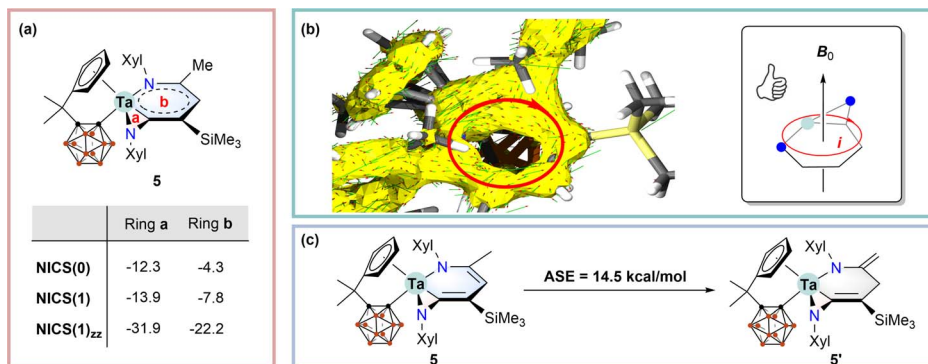 (a)
Xyl
N
Me
Ta
b
a
N
SiMe3
Xyl
5
Ring a Ring b
NICS(0) -12.3 -4.3
NICS(1) -13.9 -7.8
NICS(1)zz -31.9 -22.2
(b)
B0
i
(c)
Xyl
N
Ta
N
SiMe3
Xyl
5
ASE = 14.5 kcal/mol
Xyl
N
Ta
N
SiMe3
Xyl
5'